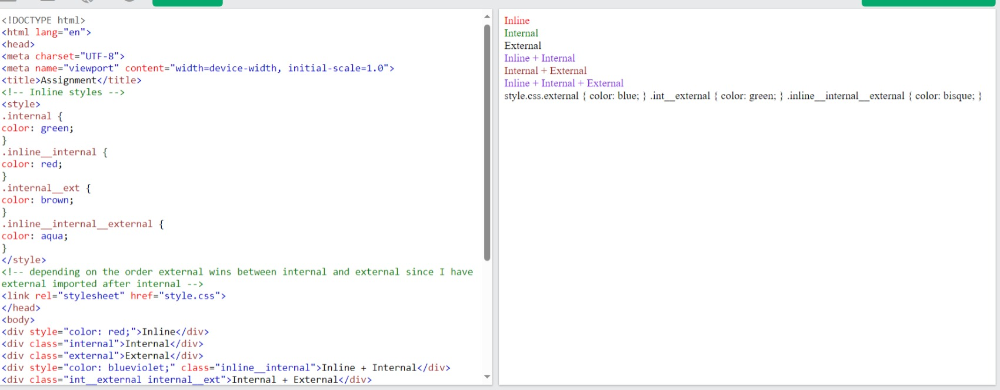 <!DOCTYPE html>
<html lang="en">
<head>
<meta charset="UTF-8">
<meta name="viewport" content="width=device-width, initial-scale=1.0">
<title>Assignment</title>
<!-- Inline styles -->
<style>
.internal {
color: green;
}
.inline__internal {
color: red;
}
.internal__ext {
color: brown;
}
.inline__internal__external {
color: aqua;
}
</style>
<!-- depending on the order external wins between internal and external since I have
external imported after internal -->
<link rel="stylesheet" href="style.css">
</head>
<body>
<div style="color: red;">Inline</div>
<div class="internal">Internal</div>
<div class="external">External</div>
<div style="color: blueviolet;" class="inline__internal">Inline + Internal</div>
<div class="int__external internal__ext">Internal + External</div>
Inline
Internal
External
Inline + Internal
Internal + External
Inline + Internal + External
style.css.external { color: blue; } .int__external { color: green; } .inline__internal__external { color: bisque; }